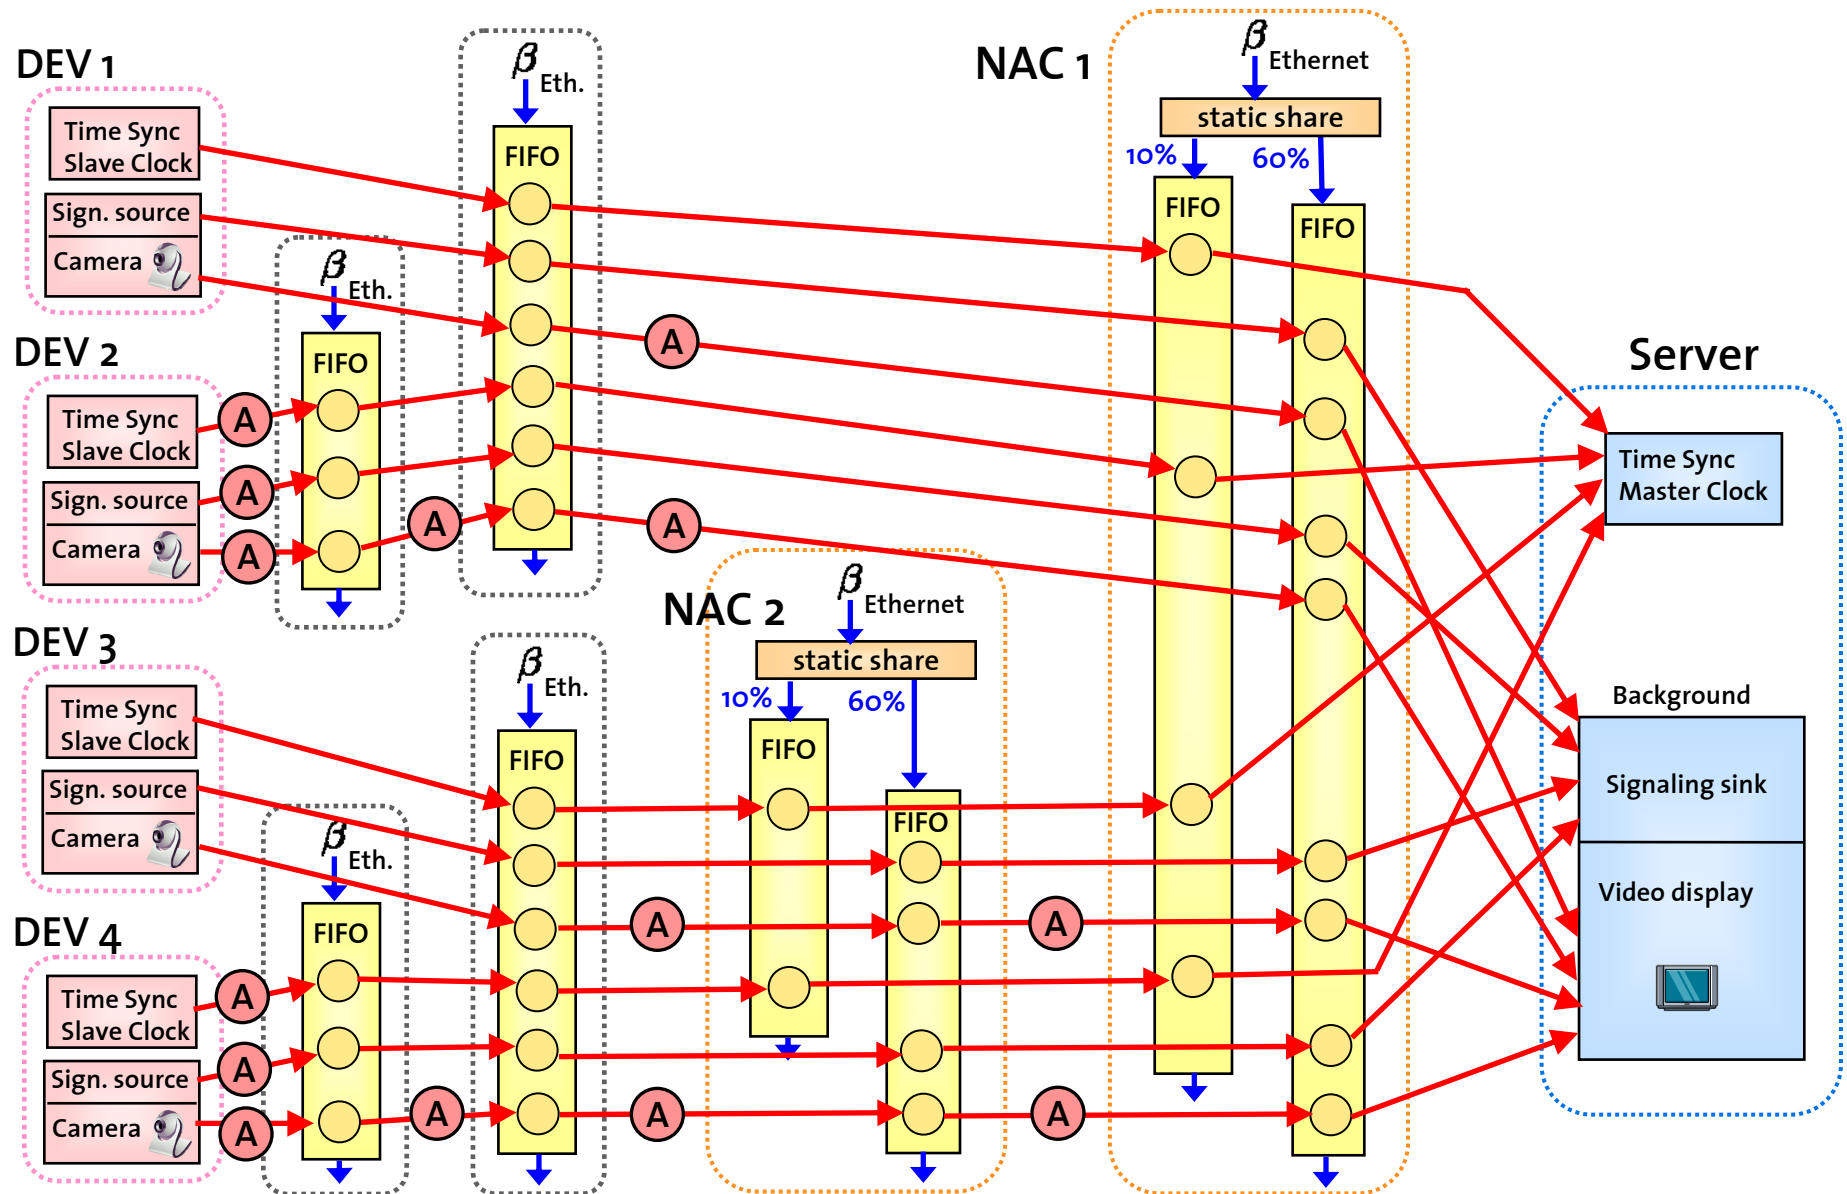 DEV 1
Time Sync
Slave Clock
Sign. source
Camera
β Eth.
FIFO
β Eth.
FIFO
A
DEV 2
Time Sync
Slave Clock
Sign. source
Camera
A
A
A
A
A
NAC 1
β Ethernet
static share
10%
60%
FIFO
FIFO
Server
Time Sync
Master Clock
Background
Signaling sink
Video display
NAC 2
β Ethernet
static share
10%
60%
FIFO
FIFO
DEV 3
Time Sync
Slave Clock
Sign. source
Camera
β Eth.
FIFO
β Eth.
FIFO
A
A
DEV 4
Time Sync
Slave Clock
Sign. source
Camera
A
A
A
A
A
A